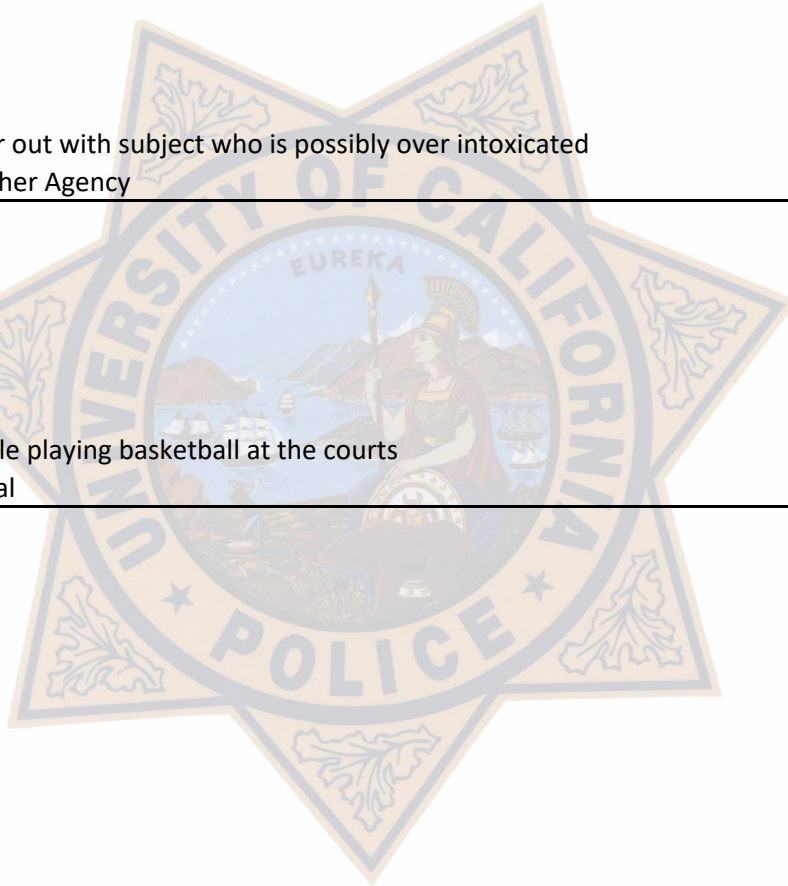 r out with subject who is possibly over intoxicated
her Agency
EUREKA
UNIVERSITY OF CALIFORNIA
le playing basketball at the courts
al
POLICE